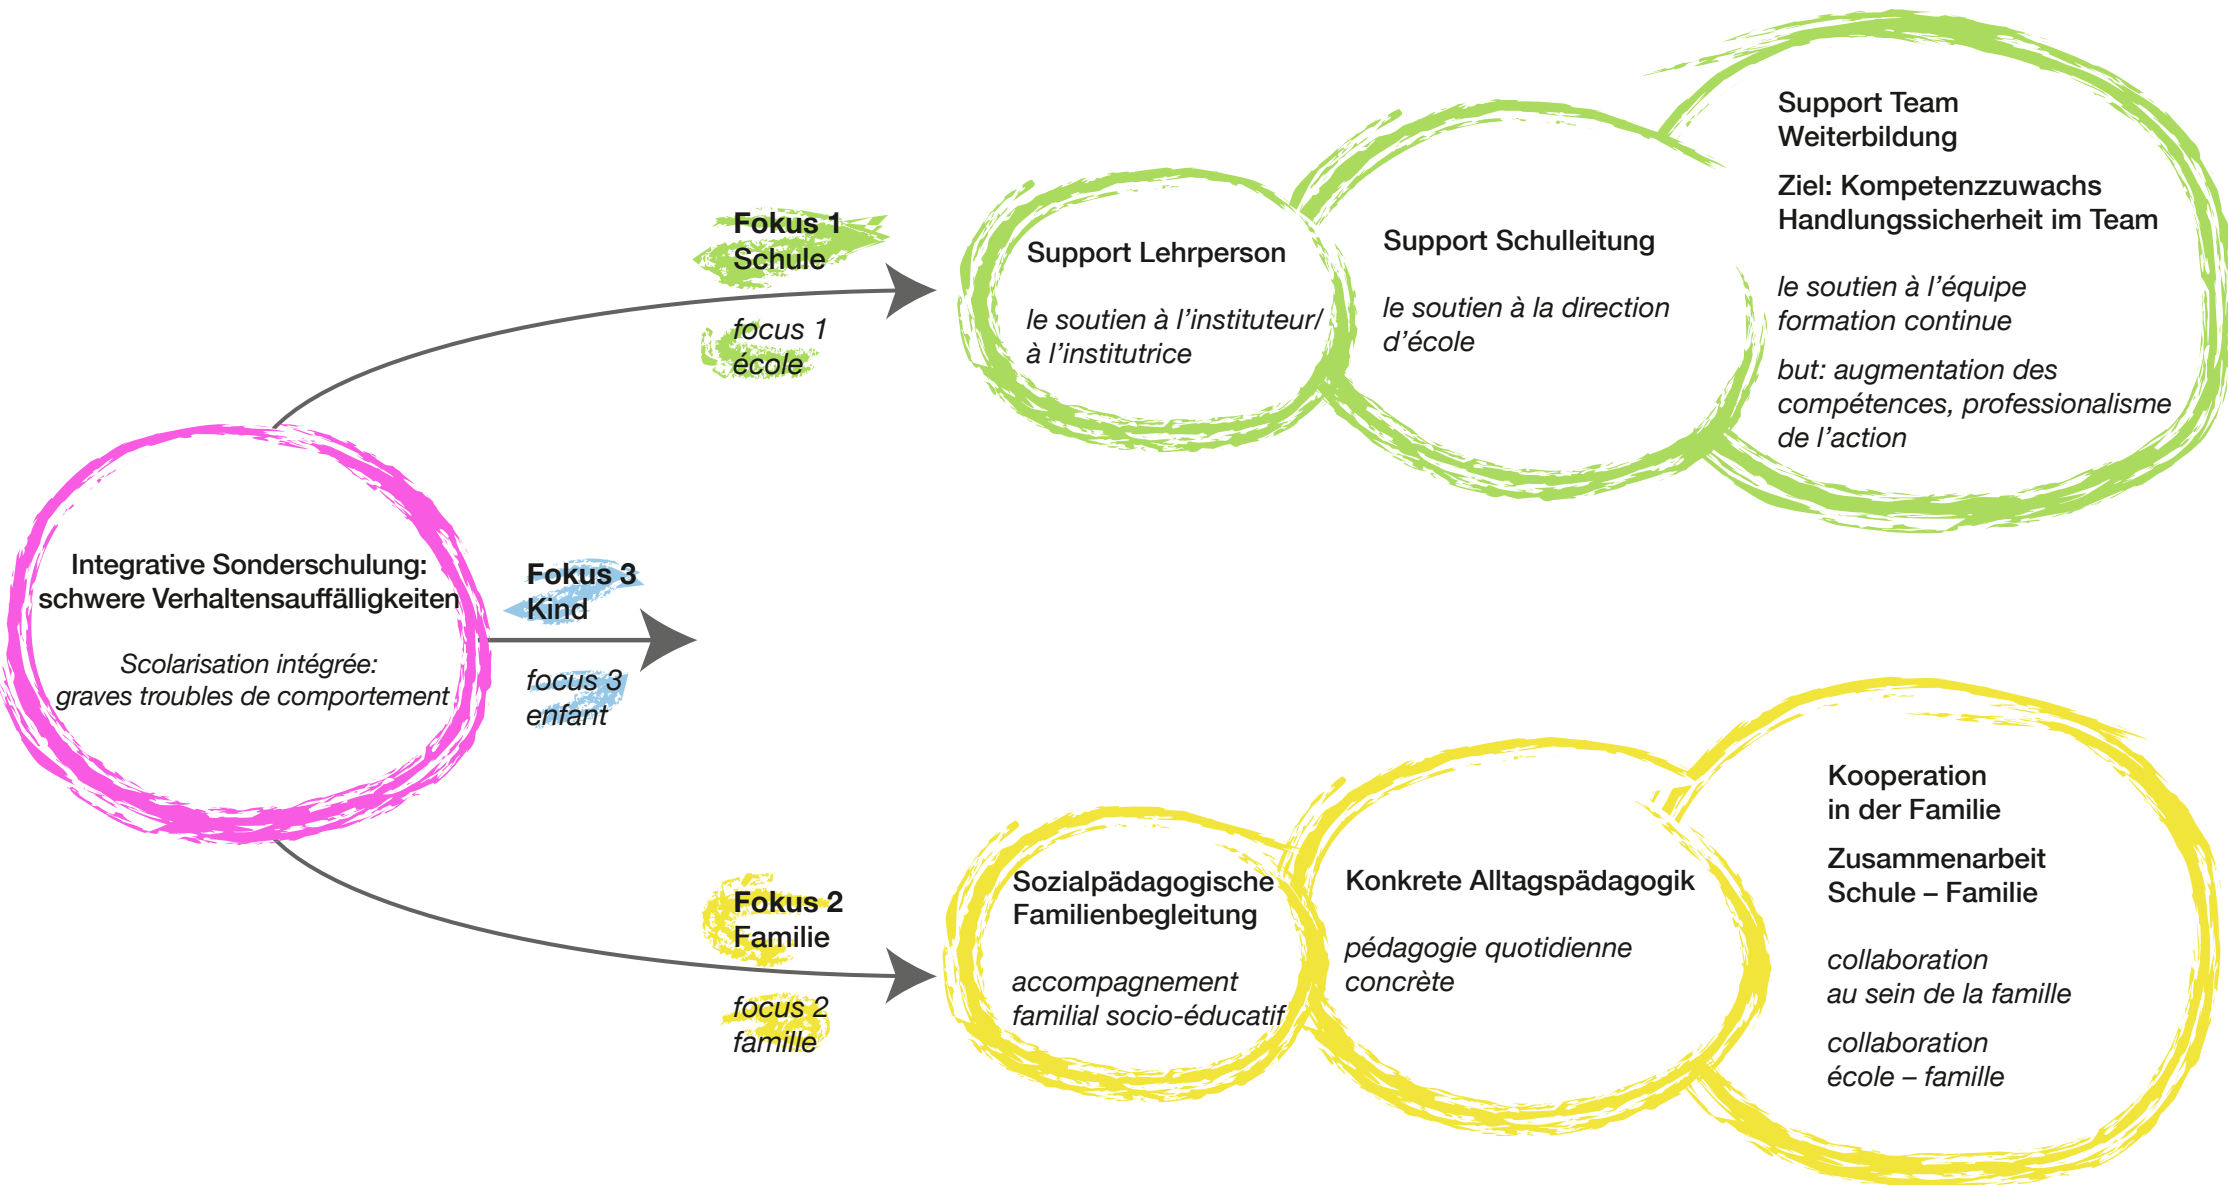 Integrative Sonderschulung:
schwere Verhaltensauffälligkeiten
Scolarisation intégrée:
graves troubles de comportement
Fokus 1
Schule
focus 1
école
Support Lehrperson
le soutien à l’instituteur/
à l’institutrice
Support Schulleitung
le soutien à la direction
d’école
Support Team
Weiterbildung
Ziel: Kompetenzzuwachs
Handlungssicherheit im Team
le soutien à l’équipe
formation continue
but: augmentation des
compétences, professionalisme
de l’action
Fokus 3
Kind
focus 3
enfant
Fokus 2
Familie
focus 2
famille
Sozialpädagogische
Familienbegleitung
accompagnement
familial socio-éducatif
Konkrete Alltagspädagogik
pédagogie quotidienne
concrète
Kooperation
in der Familie
Zusammenarbeit
Schule – Familie
collaboration
au sein de la famille
collaboration
école – famille